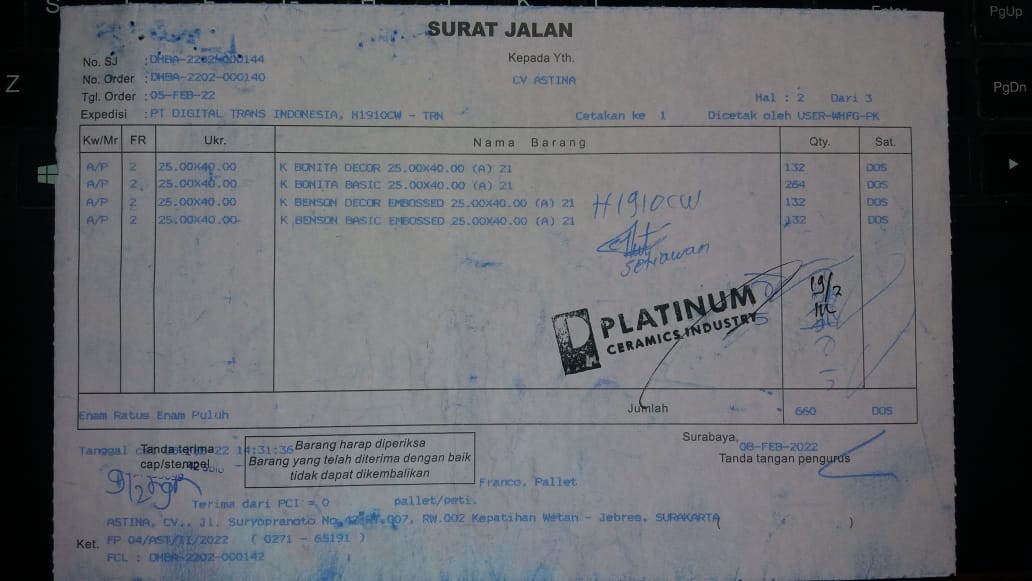 SURAT JALAN
No. SJ : DHBA-2202-000144
Kepada Yth.
No. Order : DHBA-2202-000140
CV ASTINA
Tgl. Order : 05-FEB-22
Hal : 2 Dari 3
Expedisi : PT DIGITAL TRANS INDONESIA, H1910CW - TRN
Cetakan ke 1 Dicetak oleh USER-WHFG-PK
Kw/Mr FR Ukr. Nama Barang Qty. Sat.
A/P 2 25.00X40.00 K BONITA DECOR 25.00X40.00 (A) 21 132 DOS
A/P 2 25.00X40.00 K BONITA BASIC 25.00X40.00 (A) 21 264 DOS
A/P 2 25.00X40.00 K BENSON DECOR EMBOSSED 25.00X40.00 (A) 21 132 DOS
A/P 2 25.00X40.00 K BENSON BASIC EMBOSSED 25.00X40.00 (A) 21 132 DOS
H1910CW
Setiawan
PLATINUM
CERAMICS INDUSTRY
19/2
Jumlah 660 DOS
Enam Ratus Enam Puluh
Surabaya, 08-FEB-2022
Tanggal 22 14:31:36
Tanda terima
cap/stempel
Barang harap diperiksa
Barang yang telah diterima dengan baik
tidak dapat dikembalikan
Tanda tangan pengurus
Franco, Pallet
Terima dari PCI = 0 pallet/peti.
ASTINA, CV., Jl. Suryopranoto No. 007, RW.002 Kepatihan Wetan - Jebres, SURAKARTA
( )
Ket. FP 04/AST/II/2022 ( 0271 - 65191 )
FCL : DHBA-2202-000142
Z
Enter
PgUp
PgDn